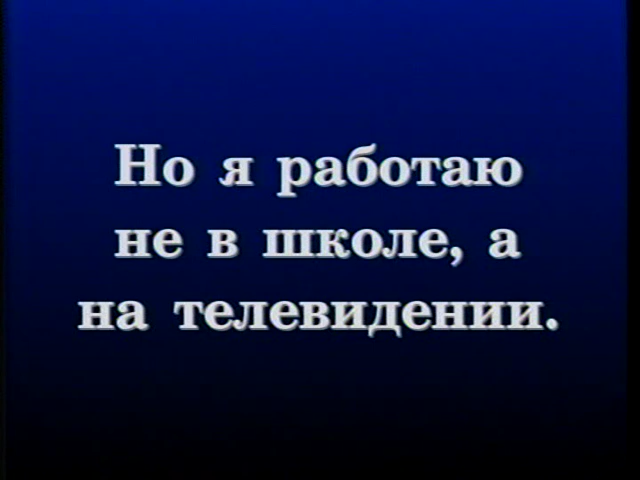 Но я работаю
не в школе, а
на телевидении.